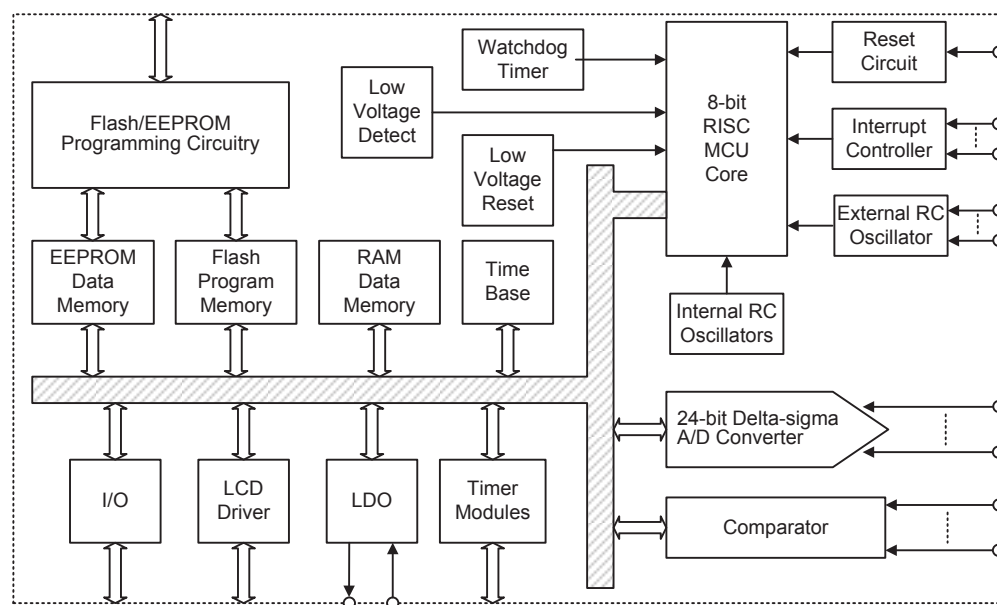 Flash/EEPROM
Programming Circuitry
Watchdog
Timer
Low
Voltage
Detect
Low
Voltage
Reset
8-bit
RISC
MCU
Core
Reset
Circuit
Interrupt
Controller
External RC
Oscillator
EEPROM
Data
Memory
Flash
Program
Memory
RAM
Data
Memory
Time
Base
Internal RC
Oscillators
24-bit Delta-sigma
A/D Converter
I/O
LCD
Driver
LDO
Timer
Modules
Comparator